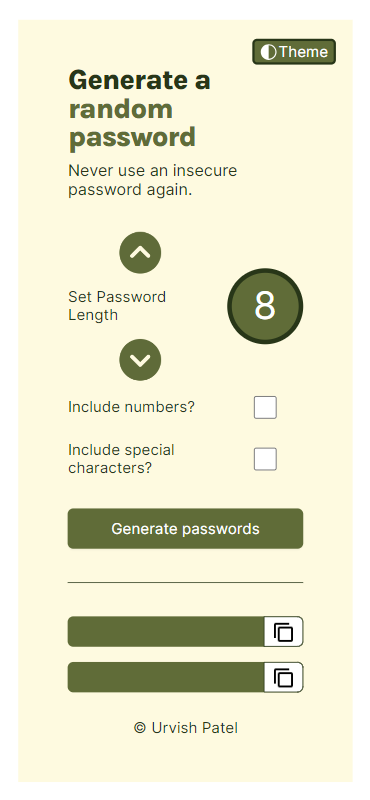 Theme
Generate a
random
password
Never use an insecure
password again.
Set Password
Length
8
Include numbers?
Include special
characters?
Generate passwords
© Urvish Patel